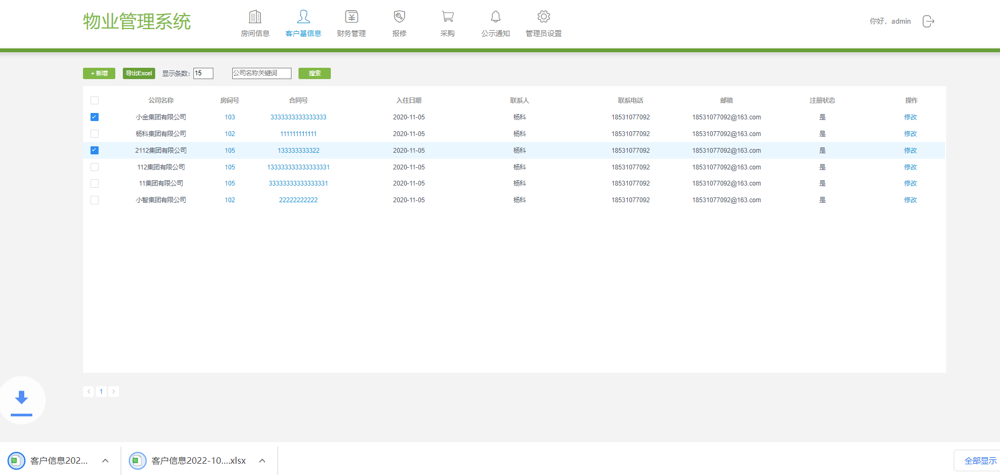 物业管理系统
房间信息 客户基信息 财务管理 报修 采购 公示通知 管理员设置
你好，admin
+ 新增 导出Excel 显示条数: 15 公司名称关键词 搜索
公司名称 房间号 合同号 入住日期 联系人 联系电话 邮箱 注册状态 操作
小金集团有限公司 103 3333333333333333 2020-11-05 杨科 18531077092 18531077092@163.com 是 修改
杨科集团有限公司 102 111111111111 2020-11-05 杨科 18531077092 18531077092@163.com 是 修改
2112集团有限公司 105 133333333322 2020-11-05 杨科 18531077092 18531077092@163.com 是 修改
112集团有限公司 105 133333333333333331 2020-11-05 杨科 18531077092 18531077092@163.com 是 修改
11集团有限公司 105 33333333333333331 2020-11-05 杨科 18531077092 18531077092@163.com 是 修改
小智集团有限公司 102 22222222222 2020-11-05 杨科 18531077092 18531077092@163.com 是 修改
1
客户信息202... 客户信息2022-10....xlsx 全部显示